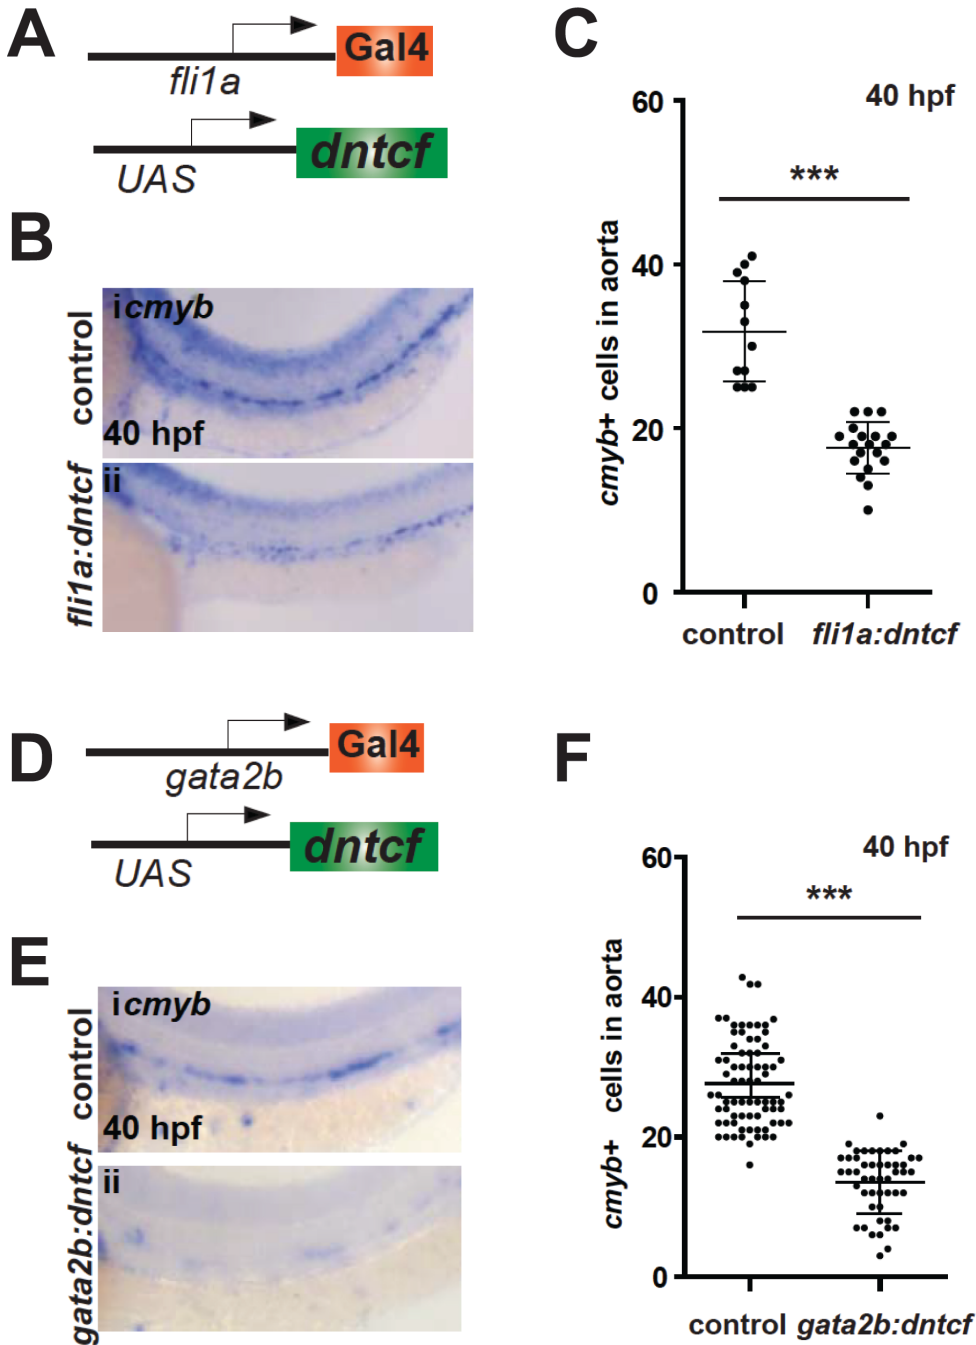 A
Gal4
fli1a
dntcf
UAS
B
control
i cmyb
40 hpf
fli1a:dntcf
ii
C
40 hpf
***
cmyb+ cells in aorta
60
40
20
0
control fli1a:dntcf
D
Gal4
gata2b
dntcf
UAS
E
control
i cmyb
40 hpf
gata2b:dntcf
ii
F
40 hpf
***
cmyb+ cells in aorta
60
40
20
0
control gata2b:dntcf